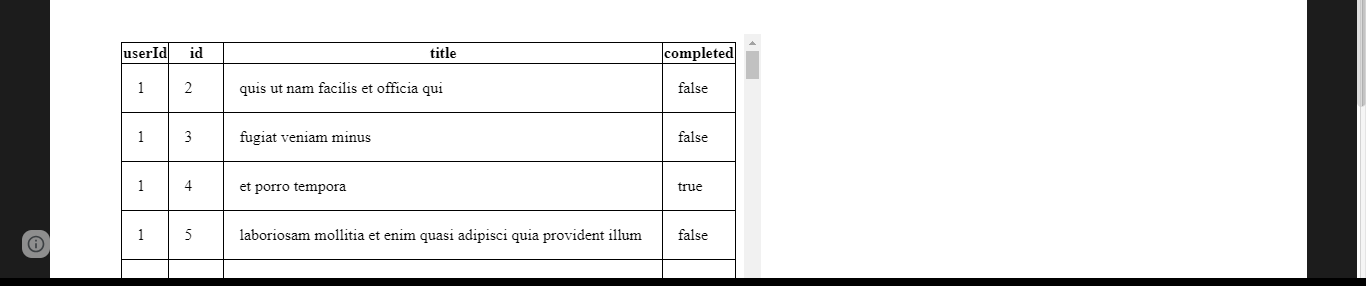 userId id title completed
1 2 quis ut nam facilis et officia qui false
1 3 fugiat veniam minus false
1 4 et porro tempora true
1 5 laboriosam mollitia et enim quasi adipisci quia provident illum false